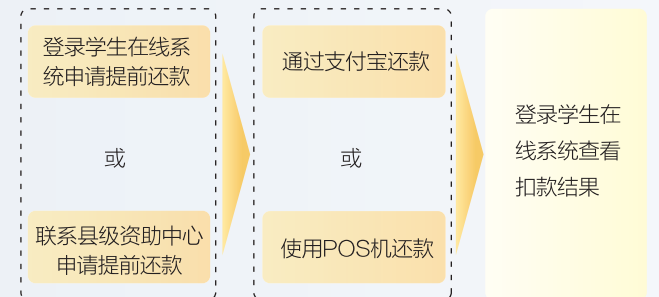 登录学生在线系
统申请提前还款
或
联系县级资助中心
申请提前还款
通过支付宝还款
或
使用POS机还款
登录学生在
线系统查看
扣款结果